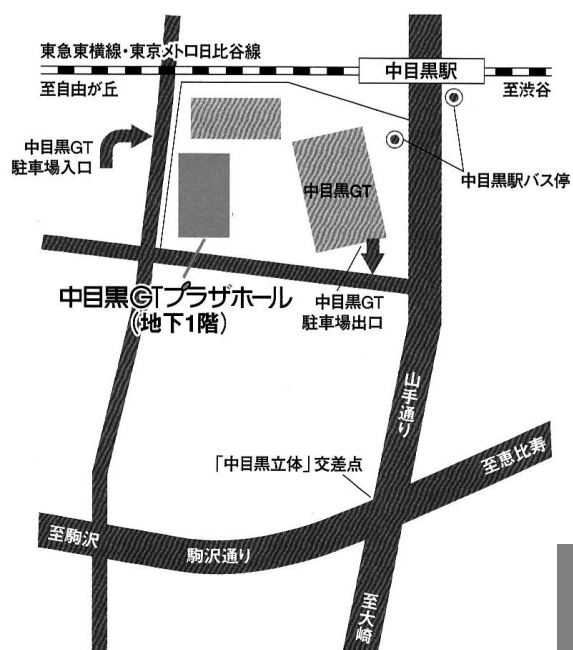 東急東横線・東京メトロ日比谷線
中目黒駅
至自由が丘
至渋谷
中目黒GT
駐車場入口
中目黒GT
中目黒駅バス停
中目黒GTプラザホール
(地下1階)
中目黒GT
駐車場出口
山手通り
「中目黒立体」交差点
至恵比寿
至駒沢
駒沢通り
至大崎